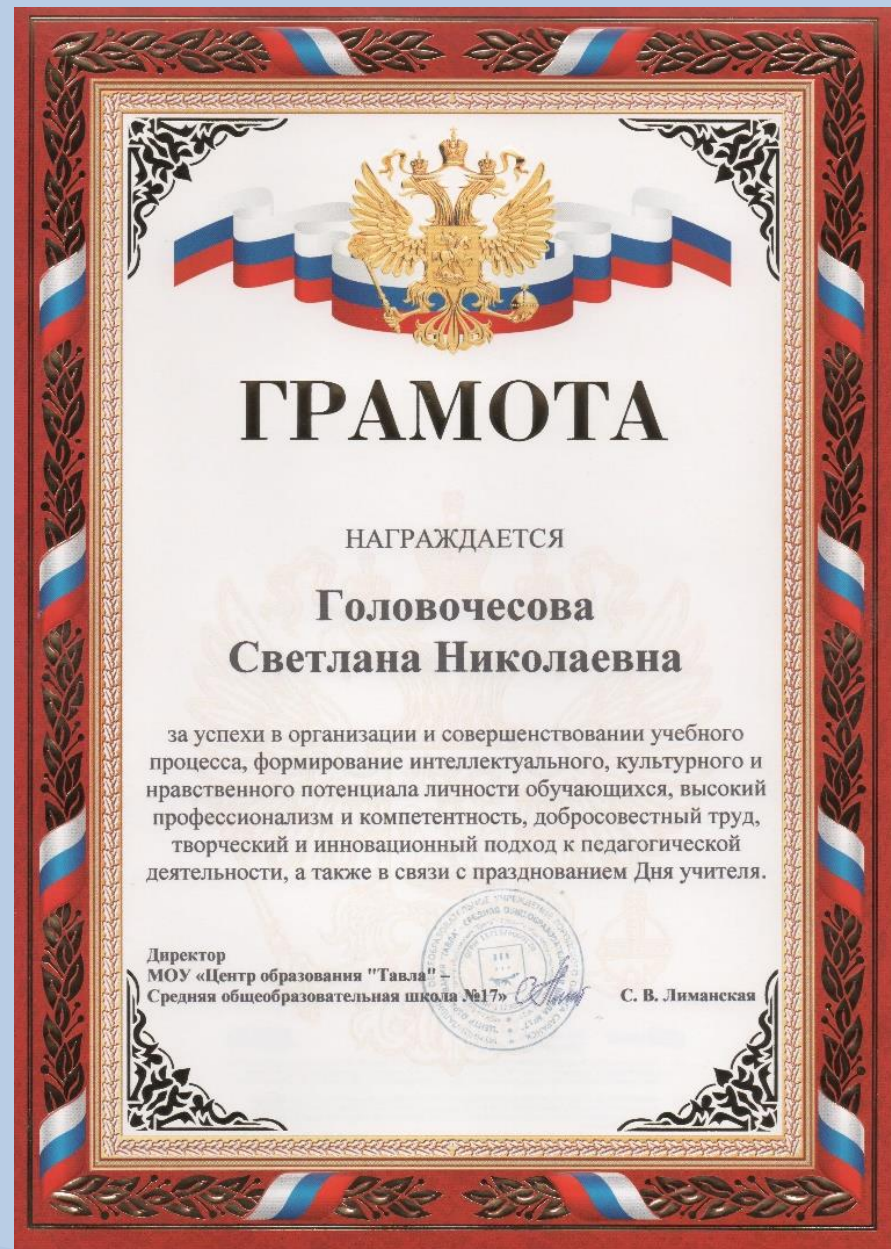 ГРАМОТА
НАГРАЖДАЕТСЯ
Головочесова
Светлана Николаевна
за успехи в организации и совершенствовании учебного
процесса, формирование интеллектуального, культурного и
нравственного потенциала личности обучающихся, высокий
профессионализм и компетентность, добросовестный труд,
творческий и инновационный подход к педагогической
деятельности, а также в связи с празднованием Дня учителя.
Директор
МОУ «Центр образования "Тавла" –
Средняя общеобразовательная школа №17»
С. В. Лиманская